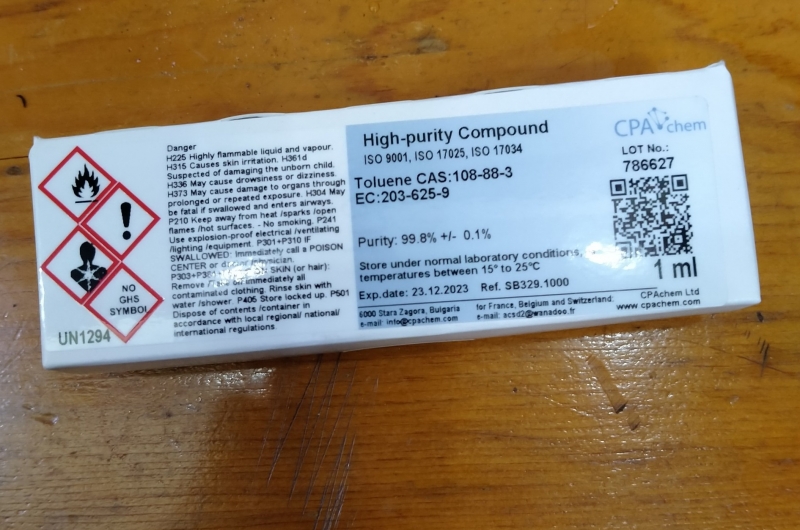 Danger
H225 Highly flammable liquid and vapour.
H315 Causes skin irritation. H361d
Suspected of damaging the unborn child.
H336 May cause drowsiness or dizziness.
H373 May cause damage to organs through
prolonged or repeated exposure. H304 May
be fatal if swallowed and enters airways.
P210 Keep away from heat /sparks /open
flames /hot surfaces. - No smoking. P241
Use explosion-proof electrical /ventilating
/lighting /equipment. P301+P310 IF
SWALLOWED: Immediately call a POISON
CENTER or physician.
SKIN (or hair):
Remove / immediately all
contaminated clothing. Rinse skin with
water /shower. P405 Store locked up. P501
Dispose of contents /container in
accordance with local regional/ national/
international regulations.
NO
GHS
SYMBOL
UN1294
High-purity Compound
ISO 9001, ISO 17025, ISO 17034
Toluene CAS:108-88-3
EC:203-625-9
Purity: 99.8% +/- 0.1%
Store under normal laboratory conditions,
temperatures between 15° to 25°C
Exp.date: 23.12.2023 Ref. SB329.1000
6000 Stara Zagora, Bulgaria
e-mail: info@cpachem.com
for France, Belgium and Switzerland:
e-mail: acsd2@wanadoo.fr
CPAchem
LOT No.:
786627
1 ml
CPAchem Ltd
www.cpachem.com